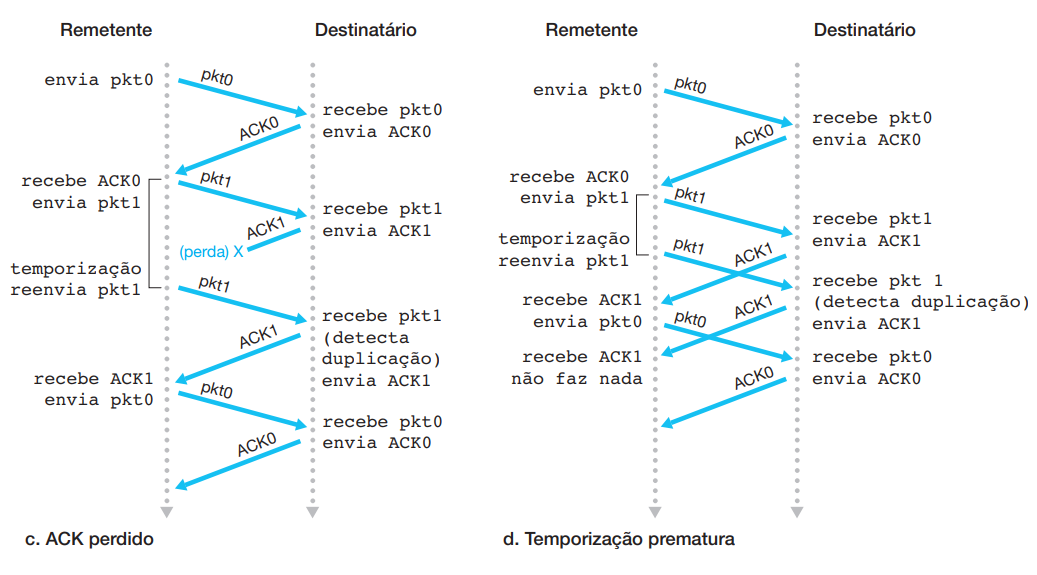 Remetente
Destinatário
envia pkt0
pkt0
recebe pkt0
envia ACK0
ACK0
recebe ACK0
envia pkt1
pkt1
recebe pkt1
envia ACK1
ACK1
(perda) X
temporização
reenvia pkt1
pkt1
recebe pkt1
(detecta
duplicação)
envia ACK1
ACK1
recebe ACK1
envia pkt0
pkt0
recebe pkt0
envia ACK0
ACK0
c. ACK perdido
Remetente
Destinatário
envia pkt0
pkt0
recebe pkt0
envia ACK0
ACK0
recebe ACK0
envia pkt1
pkt1
recebe pkt1
envia ACK1
temporização
reenvia pkt1
pkt1
ACK1
recebe pkt 1
(detecta duplicação)
envia ACK1
recebe ACK1
envia pkt0
ACK1
pkt0
recebe pkt0
envia ACK0
recebe ACK1
não faz nada
ACK0
d. Temporização prematura